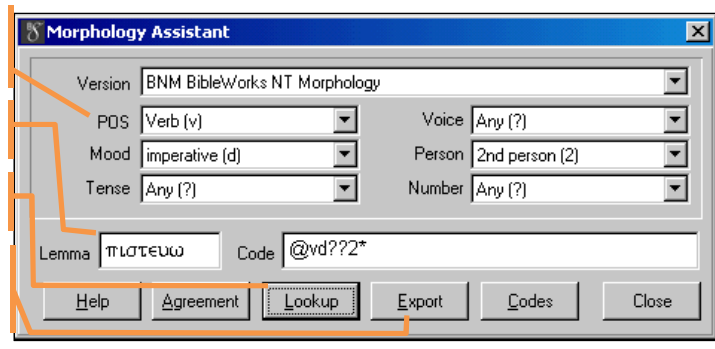 Morphology Assistant
Version BNM BibleWorks NT Morphology
POS Verb (v) Voice Any (?)
Mood imperative (d) Person 2nd person (2)
Tense Any (?) Number Any (?)
Lemma πιστευω Code @vd??2*
Help Agreement Lookup Export Codes Close